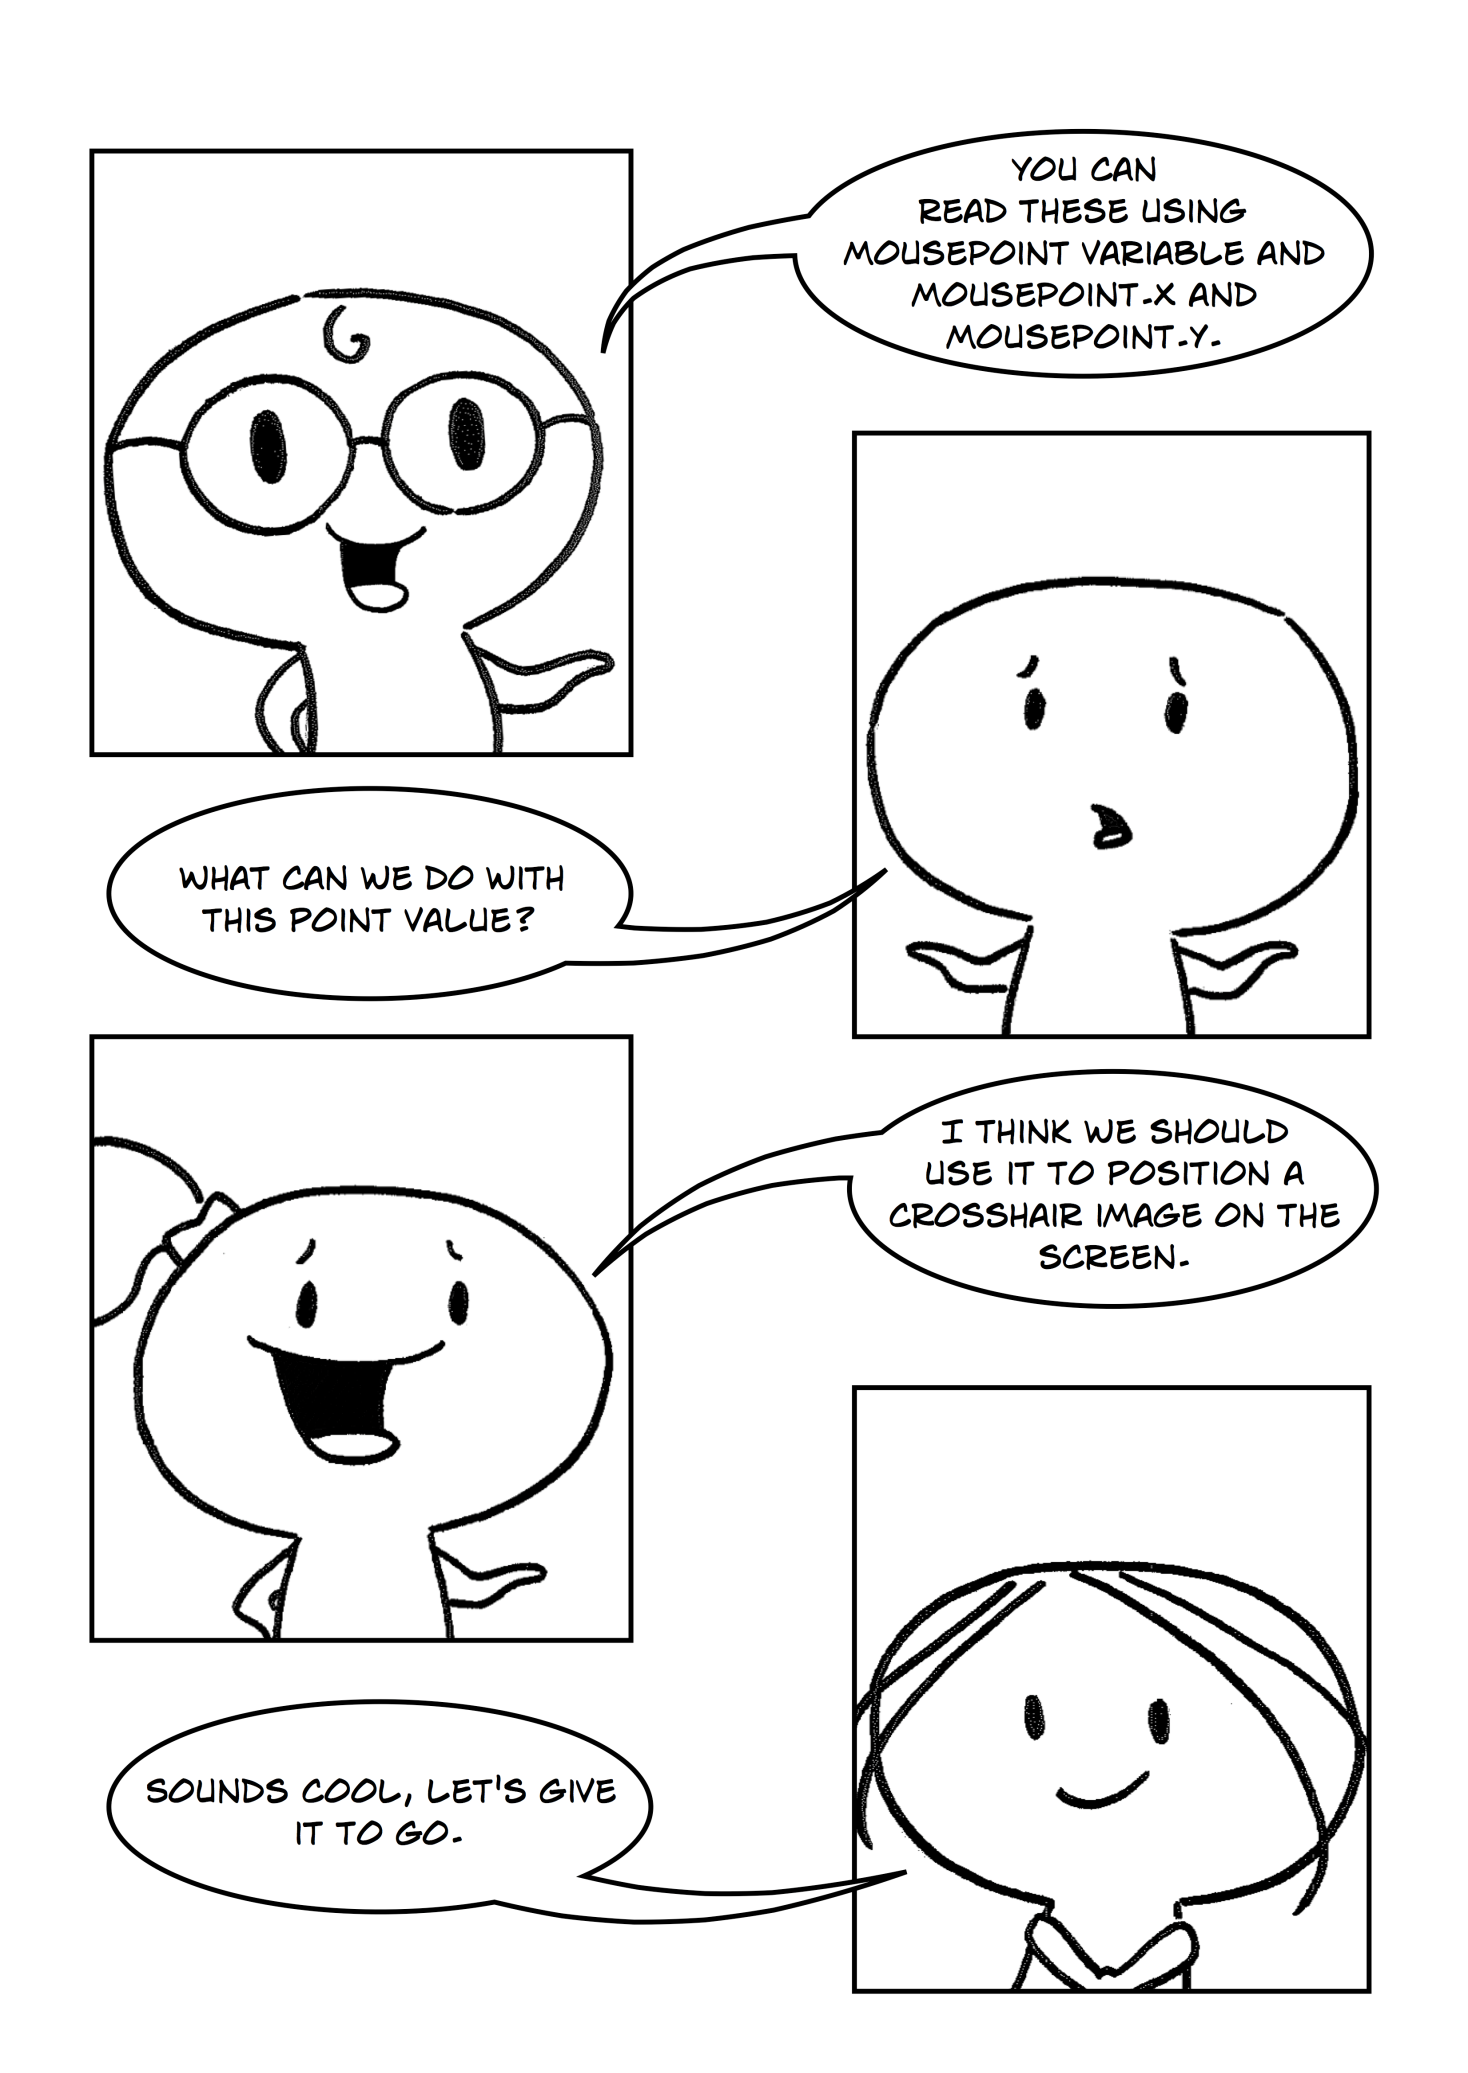 YOU CAN
READ THESE USING
MOUSEPOINT VARIABLE AND
MOUSEPOINT.X AND
MOUSEPOINT.Y.
WHAT CAN WE DO WITH
THIS POINT VALUE?
I THINK WE SHOULD
USE IT TO POSITION A
CROSSHAIR IMAGE ON THE
SCREEN.
SOUNDS COOL, LET'S GIVE
IT TO GO.